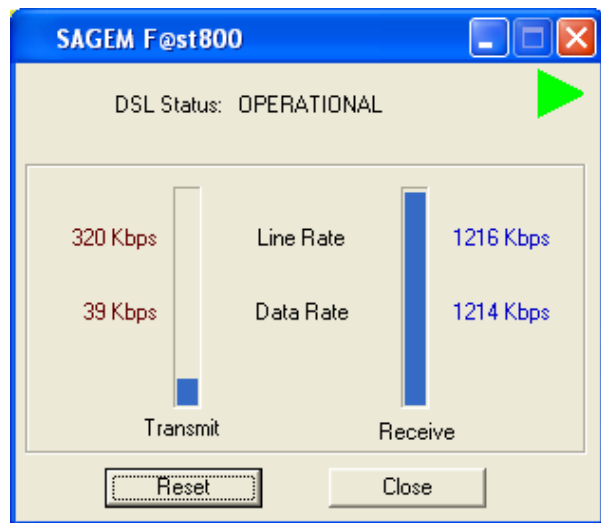 SAGEM F@st800
DSL Status: OPERATIONAL
320 Kbps Line Rate 1216 Kbps
39 Kbps Data Rate 1214 Kbps
Transmit Receive
Reset Close